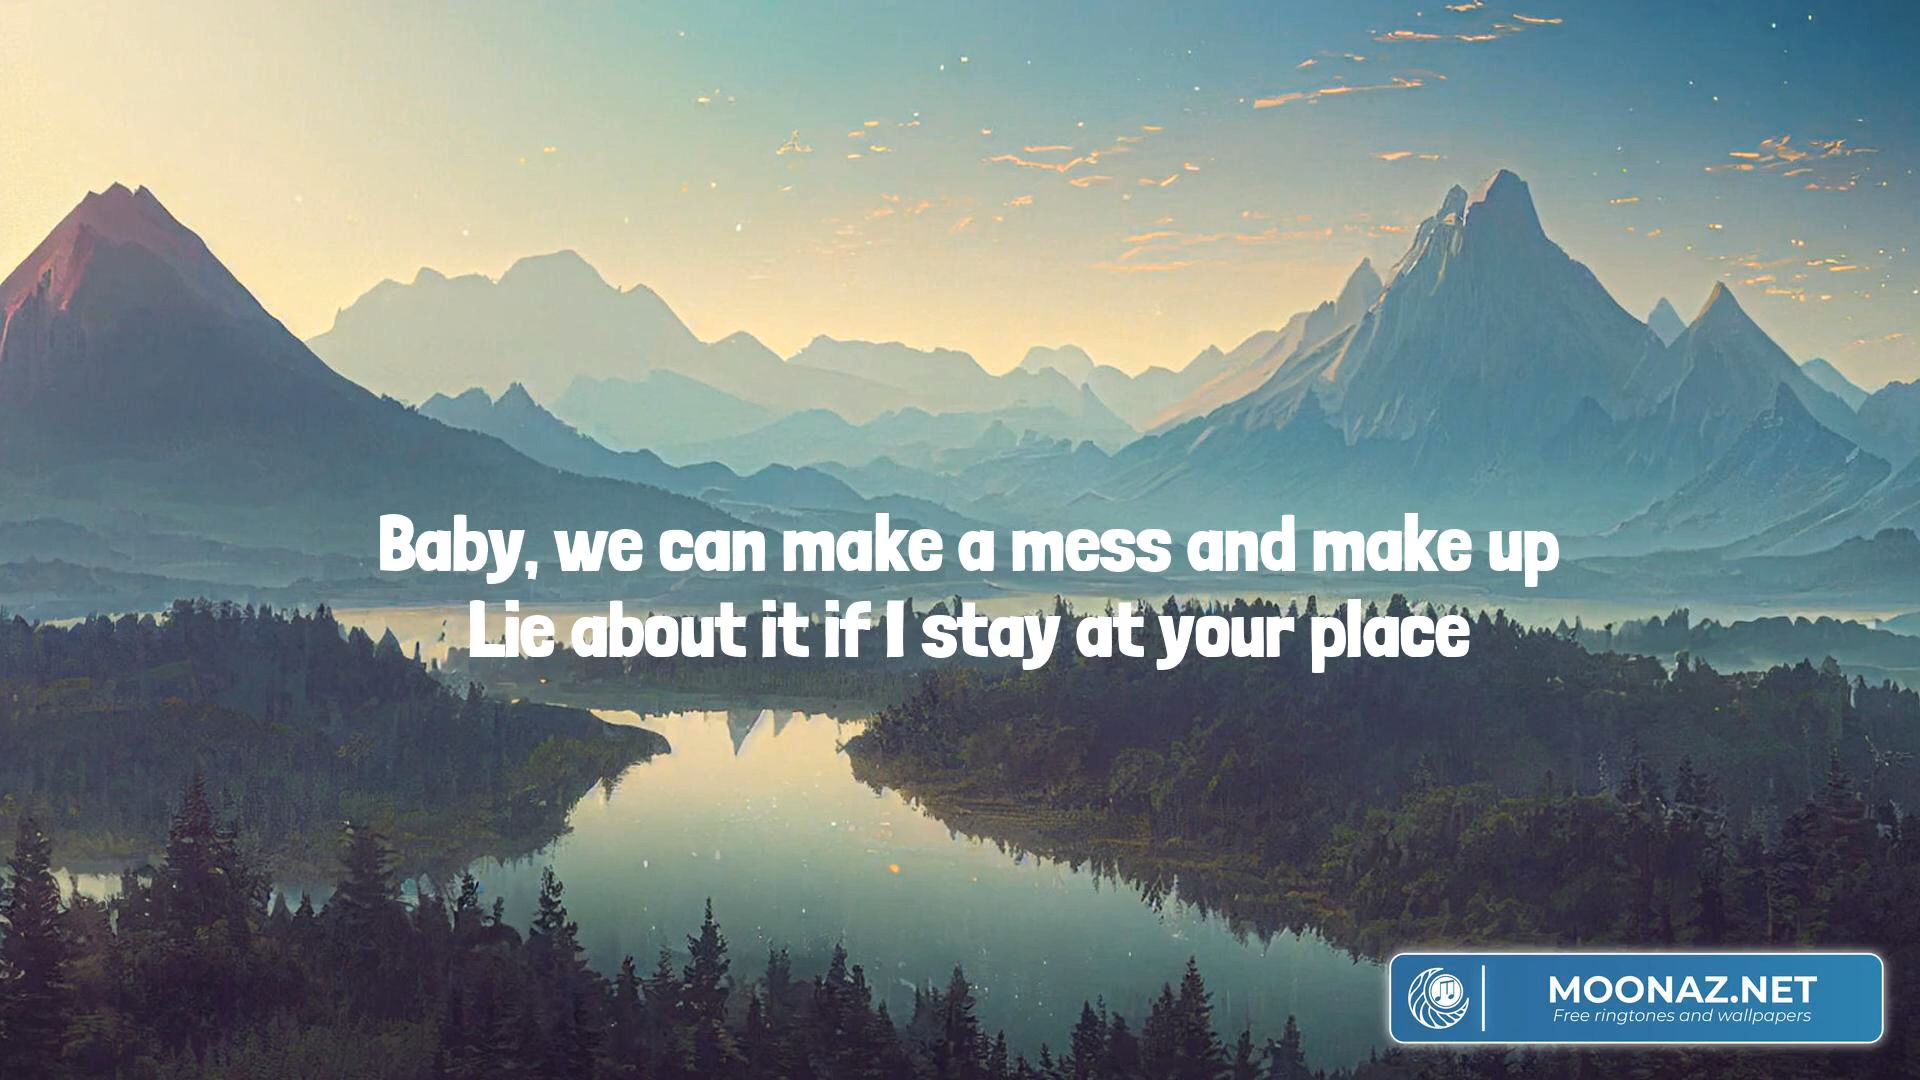 Baby, we can make a mess and make up
Lie about it if I stay at your place
MOONAZ.NET
Free ringtones and wallpapers